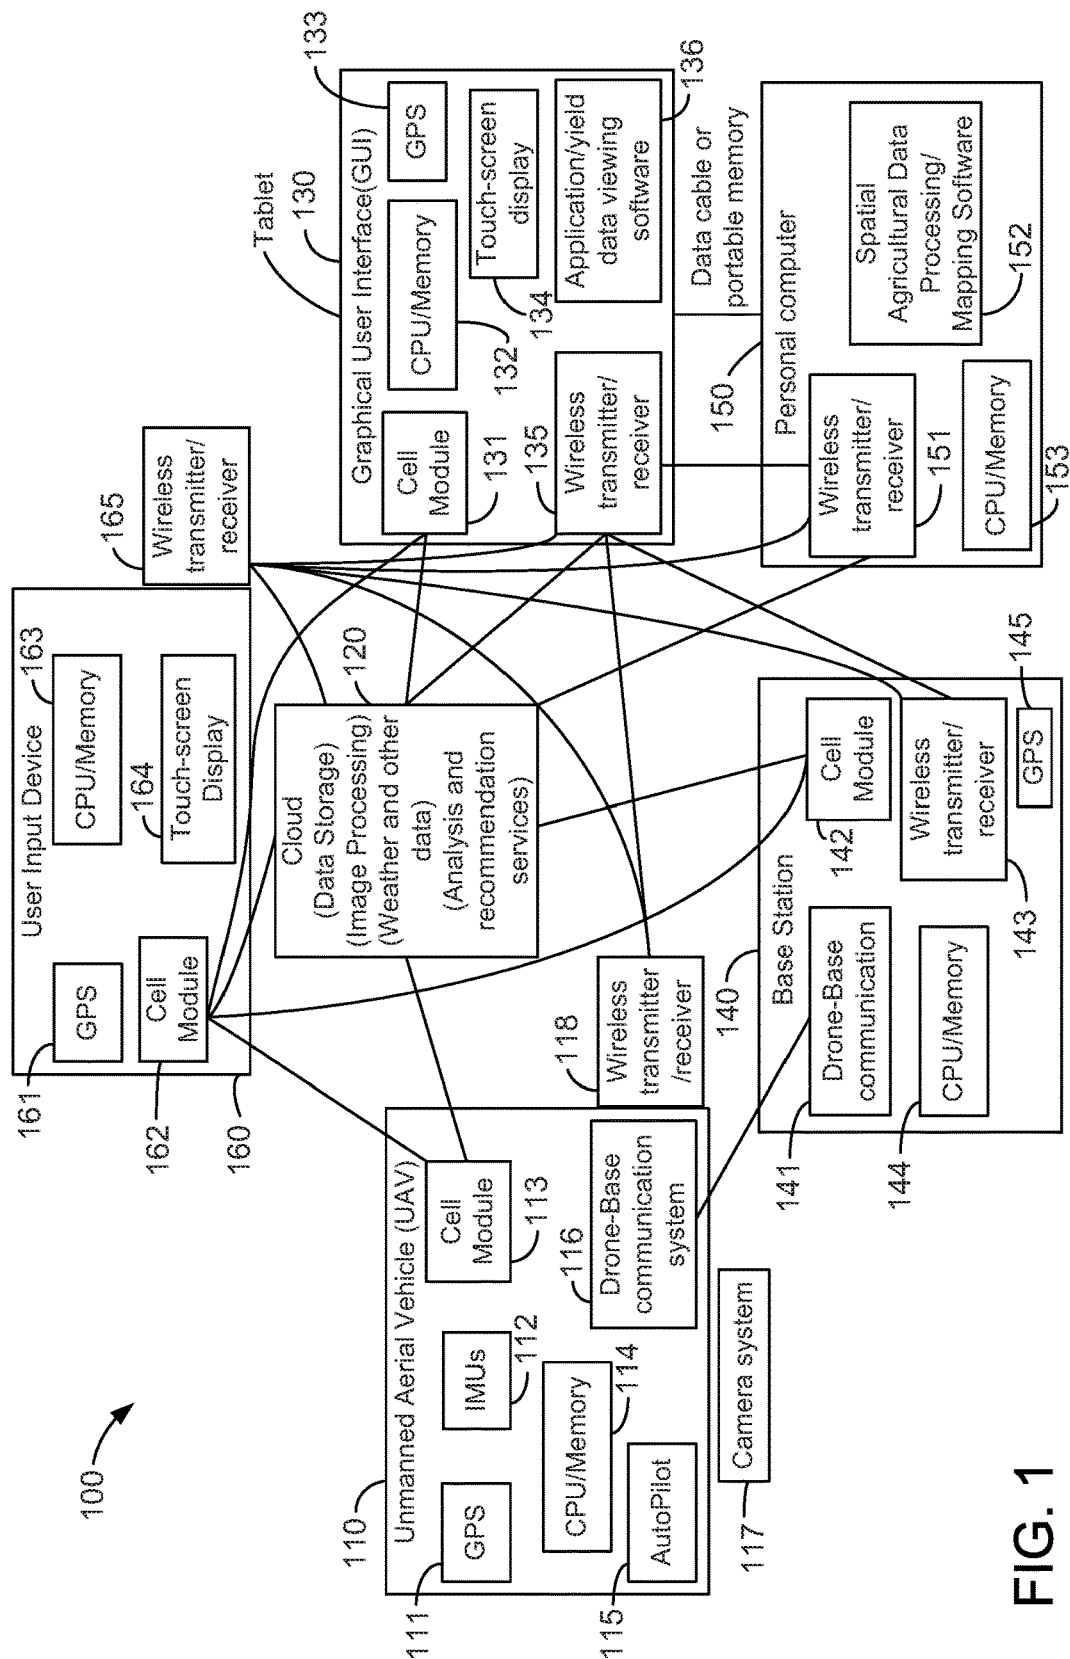 100
User Input Device
161
GPS
162
Cell
Module
160
163
CPU/Memory
164
Touch-screen
Display
165
Wireless
transmitter/
receiver
Tablet
130
133
Graphical User Interface(GUI)
Cell
Module
131
CPU/Memory
132
GPS
Touch-screen
display
134
135
Wireless
transmitter/
receiver
Application/yield
data viewing
software
136
120
Cloud
(Data Storage)
(Image Processing)
(Weather and other
data)
(Analysis and
recommendation
services)
110
Unmanned Aerial Vehicle (UAV)
111
GPS
IMUs
112
Cell
Module
113
CPU/Memory
114
115
AutoPilot
116
Drone-Base
communication
system
118
Wireless
transmitter
/receiver
117
Camera system
140
Base Station
141
Drone-Base
communication
142
Cell
Module
144
CPU/Memory
143
Wireless
transmitter/
receiver
145
GPS
Data cable or
portable memory
150
Personal computer
Wireless
transmitter/
receiver
151
Spatial
Agricultural Data
Processing/
Mapping Software
152
CPU/Memory
153
FIG. 1